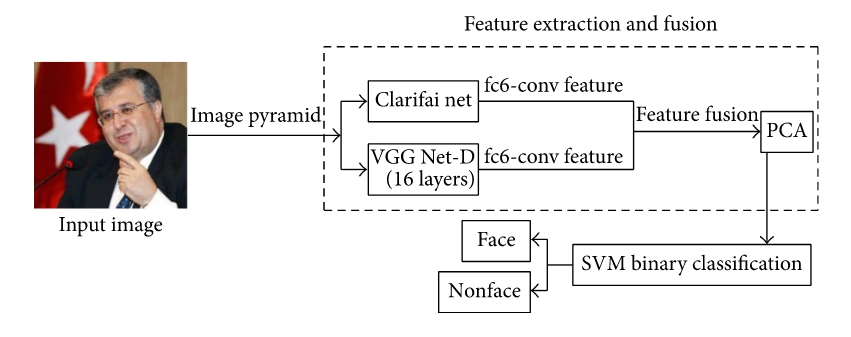 Feature extraction and fusion
Image pyramid
Clarifai net
fc6-conv feature
Feature fusion
PCA
VGG Net-D
(16 layers)
fc6-conv feature
Input image
Face
SVM binary classification
Nonface